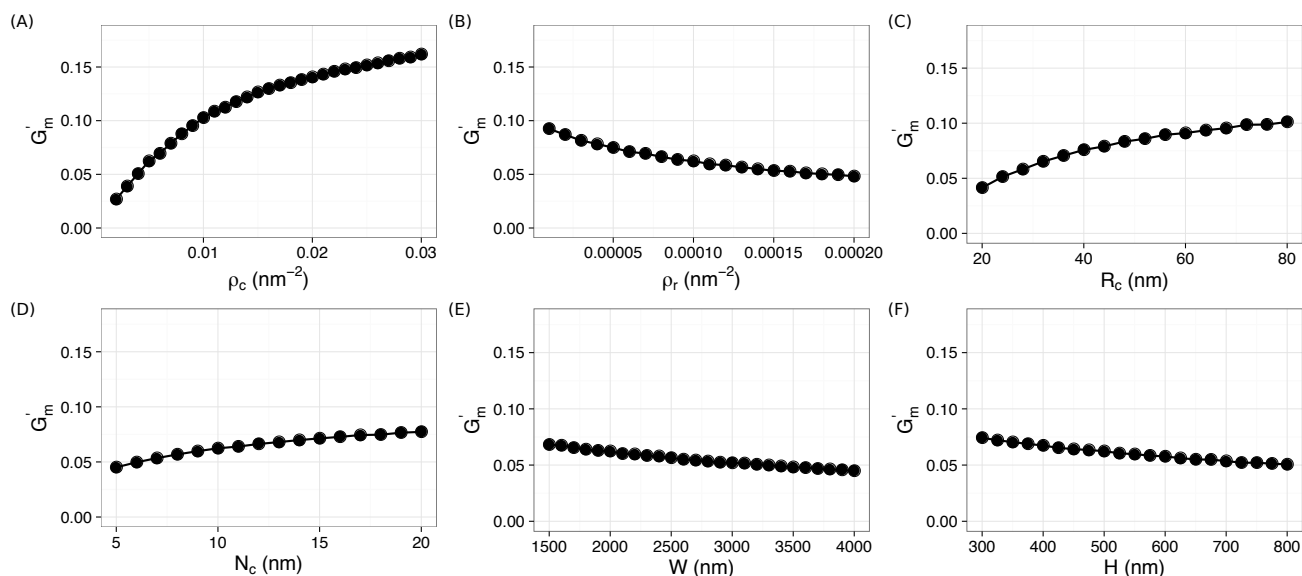 (A)
G'm
0.15
0.10
0.05
0.00
0.01 0.02 0.03
ρc (nm−2)
(B)
G'm
0.15
0.10
0.05
0.00
0.00005 0.00010 0.00015 0.00020
ρr (nm−2)
(C)
G'm
0.15
0.10
0.05
0.00
20 40 60 80
Rc (nm)
(D)
G'm
0.15
0.10
0.05
0.00
5 10 15 20
Nc (nm)
(E)
G'm
0.15
0.10
0.05
0.00
1500 2000 2500 3000 3500 4000
W (nm)
(F)
G'm
0.15
0.10
0.05
0.00
300 400 500 600 700 800
H (nm)